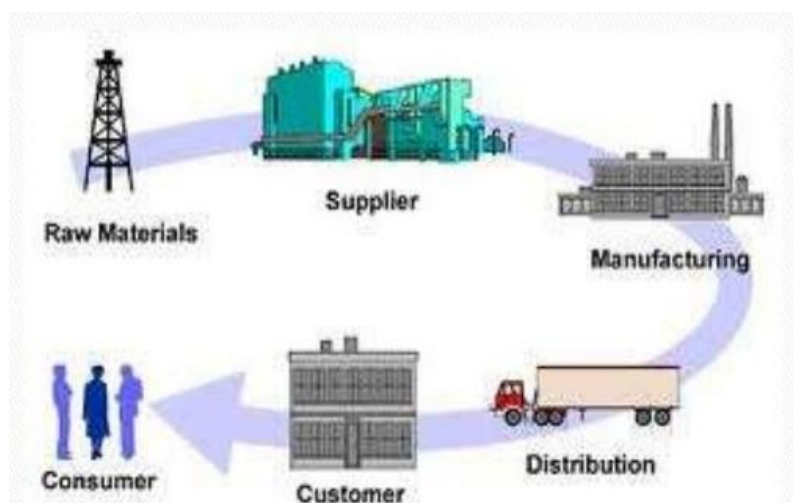 Raw Materials
Supplier
Manufacturing
Distribution
Customer
Consumer